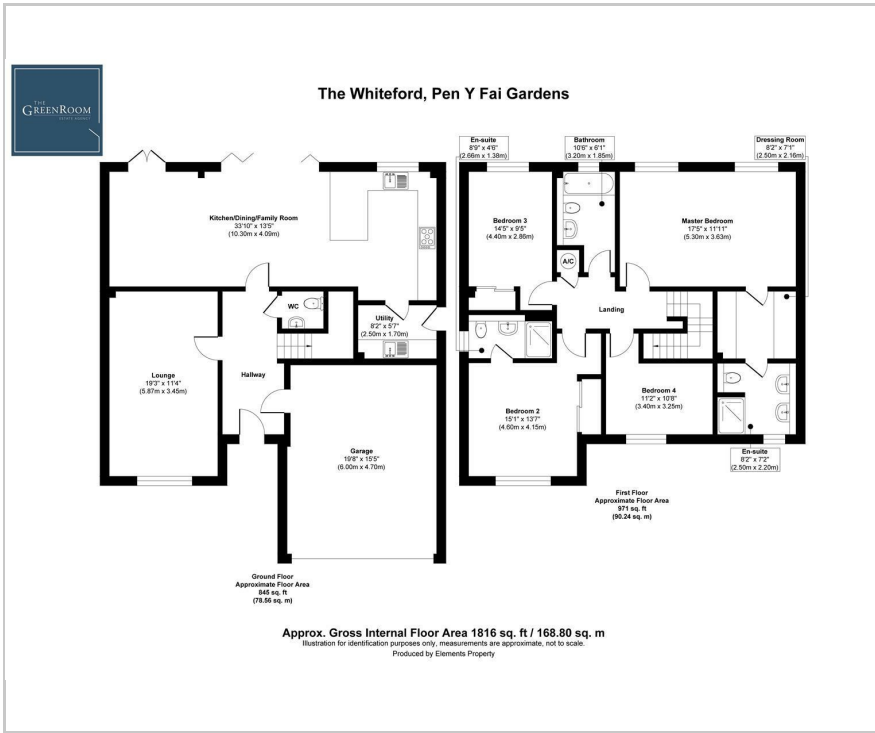 THE
GREENROOM
ESTATE AGENCY
The Whiteford, Pen Y Fai Gardens
Kitchen/Dining/Family Room
33'10" x 13'5"
(10.30m x 4.09m)
WC
Utility
8'2" x 5'7"
(2.50m x 1.70m)
Lounge
19'3" x 11'4"
(5.87m x 3.45m)
Hallway
Garage
19'8" x 15'5"
(6.00m x 4.70m)
Ground Floor
Approximate Floor Area
845 sq. ft
(78.56 sq. m)
En-suite
8'9" x 4'6"
(2.66m x 1.38m)
Bathroom
10'6" x 6'1"
(3.20m x 1.85m)
Dressing Room
8'2" x 7'1"
(2.50m x 2.16m)
Bedroom 3
14'5" x 9'5"
(4.40m x 2.86m)
Master Bedroom
17'5" x 11'11"
(5.30m x 3.63m)
A/C
Landing
Bedroom 2
15'1" x 13'7"
(4.60m x 4.15m)
Bedroom 4
11'2" x 10'8"
(3.40m x 3.25m)
En-suite
8'2" x 7'2"
(2.50m x 2.20m)
First Floor
Approximate Floor Area
971 sq. ft
(90.24 sq. m)
Approx. Gross Internal Floor Area 1816 sq. ft / 168.80 sq. m
Illustration for identification purposes only, measurements are approximate, not to scale.
Produced by Elements Property